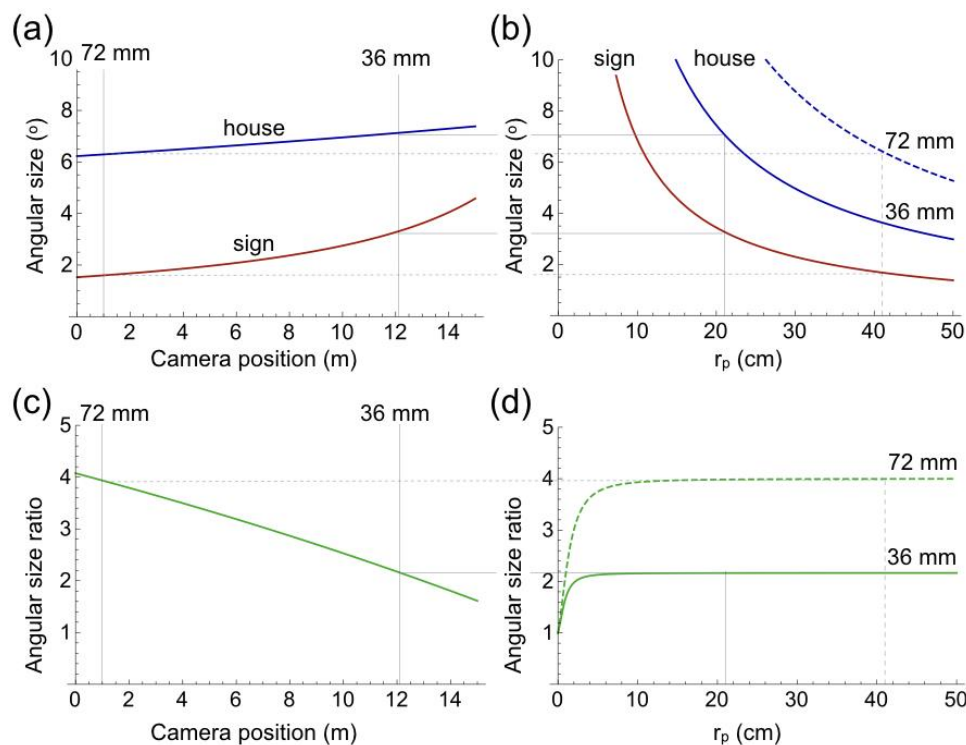 (a)
72 mm
36 mm
10
8
6
4
2
Angular size (º)
house
sign
0 2 4 6 8 10 12 14
Camera position (m)
(b)
sign
house
10
8
6
4
2
Angular size (º)
72 mm
36 mm
0 10 20 30 40 50
rₚ (cm)
(c)
72 mm
36 mm
5
4
3
2
1
Angular size ratio
0 2 4 6 8 10 12 14
Camera position (m)
(d)
5
4
3
2
1
Angular size ratio
72 mm
36 mm
0 10 20 30 40 50
rₚ (cm)